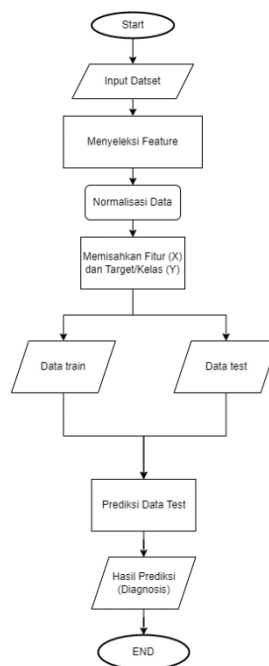 Start
Input Datset
Menyeleksi Feature
Normalisasi Data
Memisahkan Fitur (X)
dan Target/Kelas (Y)
Data train
Data test
Prediksi Data Test
Hasil Prediksi
(Diagnosis)
END